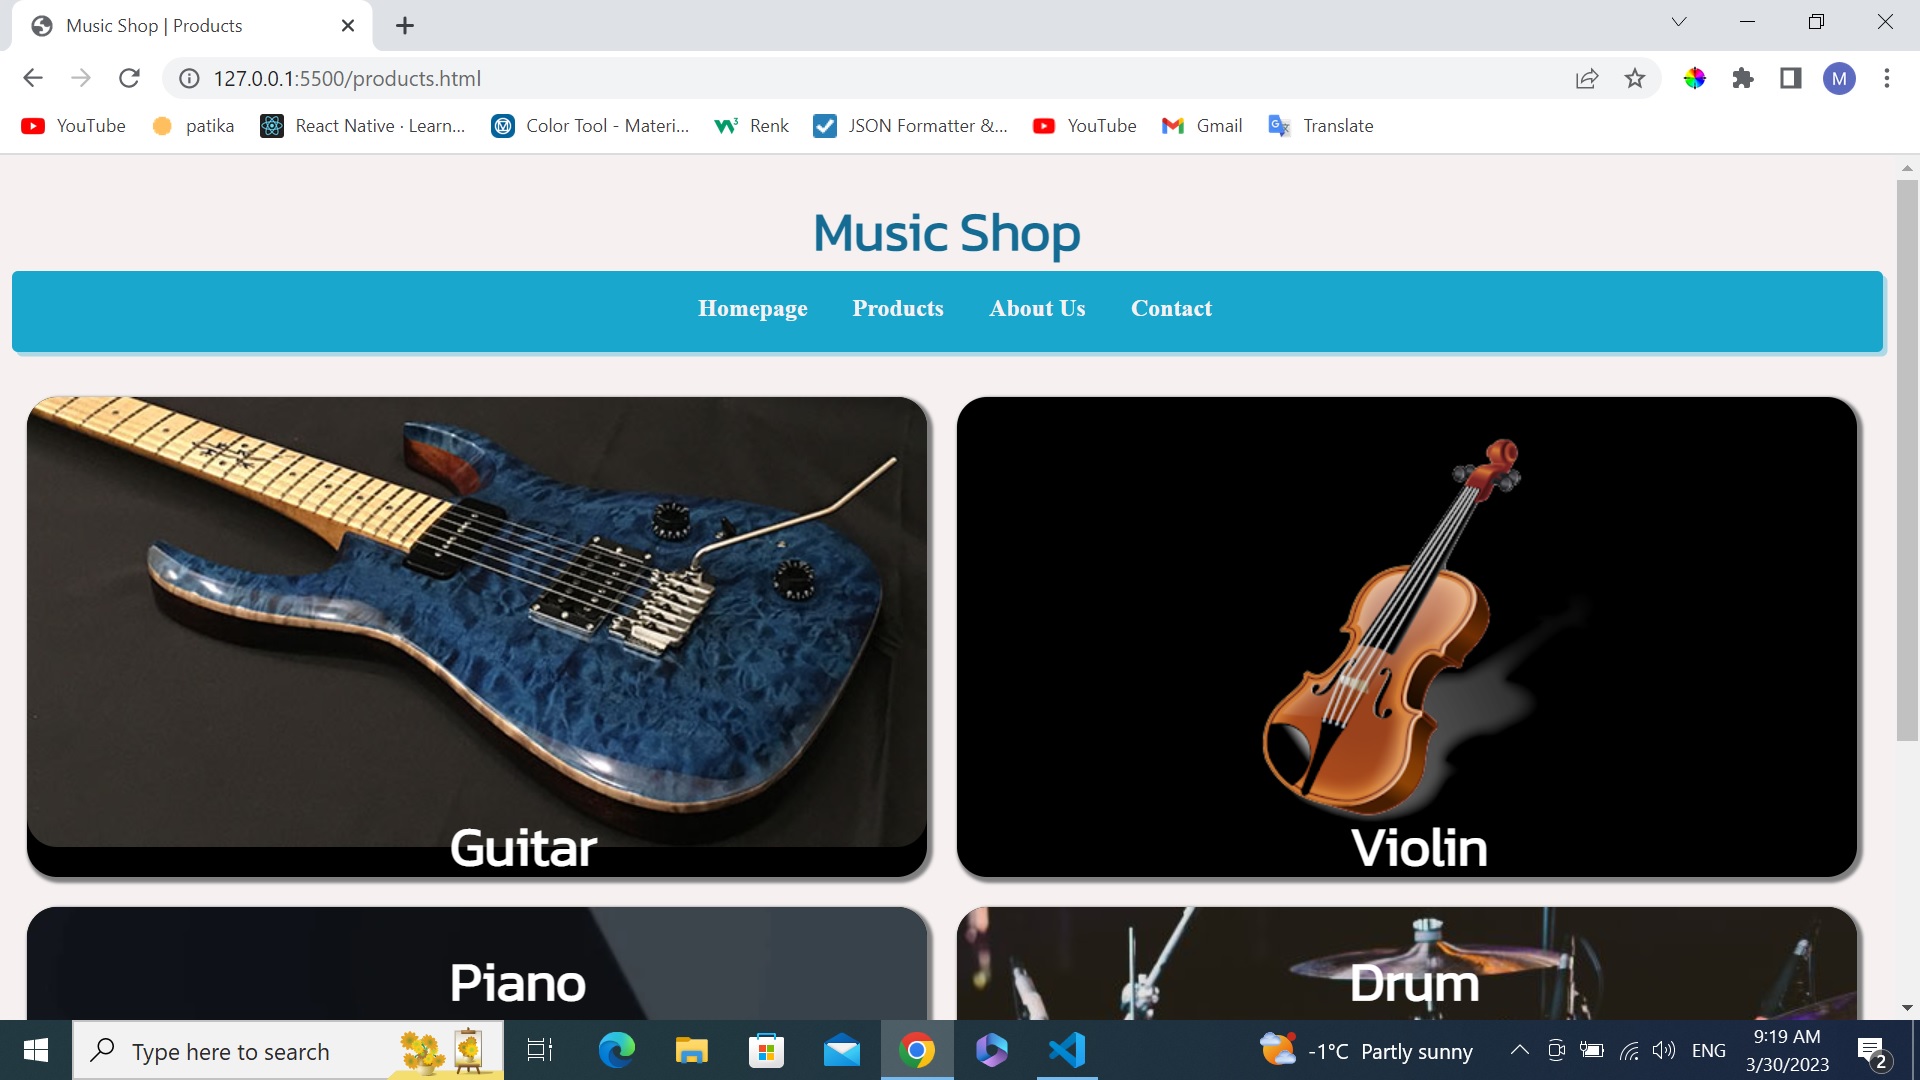 Music Shop | Products
127.0.0.1:5500/products.html
M
YouTube patika React Native · Learn... Color Tool - Materi... Renk JSON Formatter &... YouTube Gmail Translate
Music Shop
Homepage Products About Us Contact
Guitar Violin
Piano Drum
Type here to search
-1°C Partly sunny
ENG
9:19 AM
3/30/2023
2